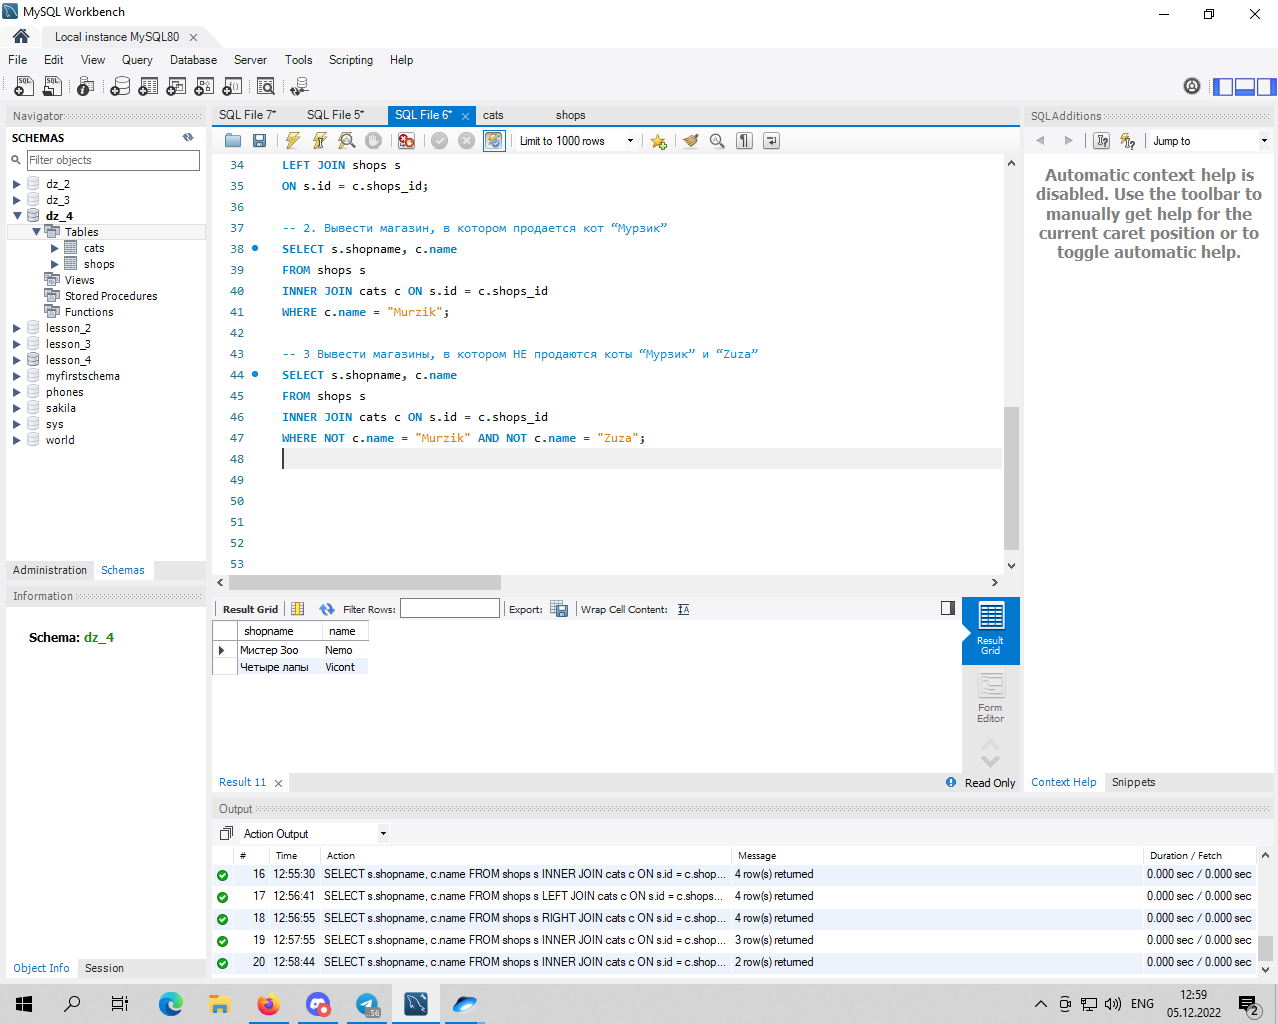 MySQL Workbench
Local instance MySQL80
File Edit View Query Database Server Tools Scripting Help
Navigator
SCHEMAS
Filter objects
dz_2
dz_3
dz_4
Tables
cats
shops
Views
Stored Procedures
Functions
lesson_2
lesson_3
lesson_4
myfirstschema
phones
sakila
sys
world
Administration Schemas
Information
Schema: dz_4
Object Info Session
SQL File 7* SQL File 5* SQL File 6* cats shops
Limit to 1000 rows
34 LEFT JOIN shops s
35 ON s.id = c.shops_id;
36
37 -- 2. Вывести магазин, в котором продается кот “Мурзик”
38 SELECT s.shopname, c.name
39 FROM shops s
40 INNER JOIN cats c ON s.id = c.shops_id
41 WHERE c.name = "Murzik";
42
43 -- 3 Вывести магазины, в котором НЕ продаются коты “Мурзик” и “Zuza”
44 SELECT s.shopname, c.name
45 FROM shops s
46 INNER JOIN cats c ON s.id = c.shops_id
47 WHERE NOT c.name = "Murzik" AND NOT c.name = "Zuza";
48
49
50
51
52
53
Result Grid Filter Rows: Export: Wrap Cell Content:
shopname name
Мистер Зоо Nemo
Четыре лапы Vicont
Result Grid
Form Editor
Result 11 Read Only
SQLAdditions
Jump to
Automatic context help is
disabled. Use the toolbar to
manually get help for the
current caret position or to
toggle automatic help.
Context Help Snippets
Output
Action Output
# Time Action Message Duration / Fetch
16 12:55:30 SELECT s.shopname, c.name FROM shops s INNER JOIN cats c ON s.id = c.shop... 4 row(s) returned 0.000 sec / 0.000 sec
17 12:56:41 SELECT s.shopname, c.name FROM shops s LEFT JOIN cats c ON s.id = c.shops... 4 row(s) returned 0.000 sec / 0.000 sec
18 12:56:55 SELECT s.shopname, c.name FROM shops s RIGHT JOIN cats c ON s.id = c.shop... 4 row(s) returned 0.000 sec / 0.000 sec
19 12:57:55 SELECT s.shopname, c.name FROM shops s INNER JOIN cats c ON s.id = c.shop... 3 row(s) returned 0.000 sec / 0.000 sec
20 12:58:44 SELECT s.shopname, c.name FROM shops s INNER JOIN cats c ON s.id = c.shop... 2 row(s) returned 0.000 sec / 0.000 sec
.56
ENG
12:59
05.12.2022
2